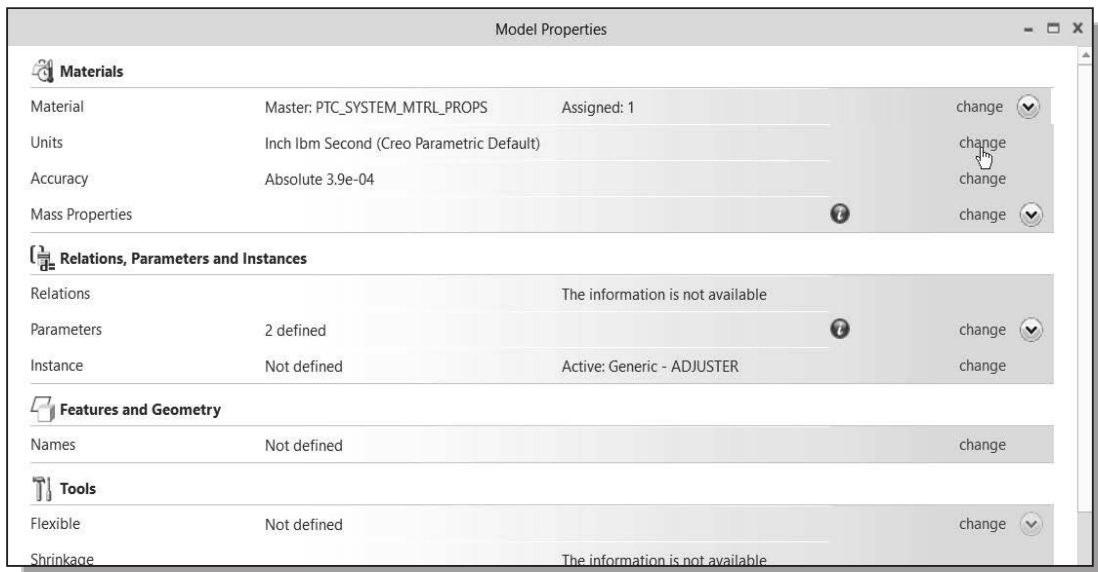 Model Properties
Materials
Material Master: PTC_SYSTEM_MTRL_PROPS Assigned: 1 change
Units Inch lbm Second (Creo Parametric Default) change
Accuracy Absolute 3.9e-04 change
Mass Properties change
Relations, Parameters and Instances
Relations The information is not available
Parameters 2 defined change
Instance Not defined Active: Generic - ADJUSTER change
Features and Geometry
Names Not defined change
Tools
Flexible Not defined change
Shrinkage The information is not available